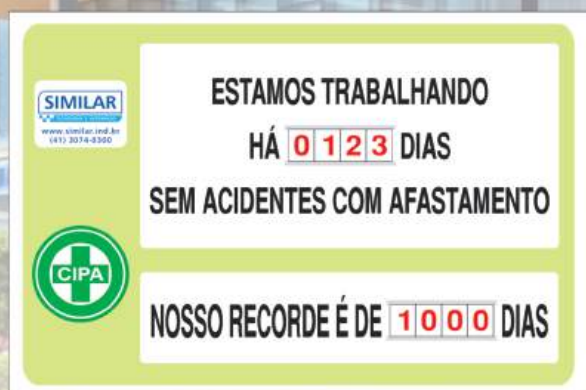 SIMILAR
www.similar.ind.br
(41) 3074-8300
CIPA
ESTAMOS TRABALHANDO
HÁ 0123 DIAS
SEM ACIDENTES COM AFASTAMENTO
NOSSO RECORDE É DE 1000 DIAS